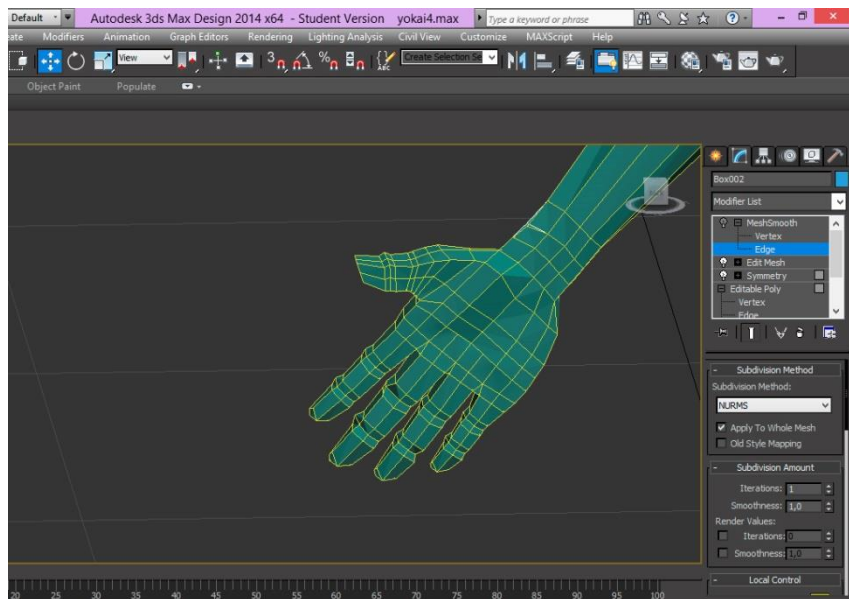 Default Autodesk 3ds Max Design 2014 x64 - Student Version yokai4.max Type a keyword or phrase
ate Modifiers Animation Graph Editors Rendering Lighting Analysis Civil View Customize MAXScript Help
View 3 % ABC Create Selection Se
Object Paint Populate
Box002
Modifier List
MeshSmooth
Vertex
Edge
Edit Mesh
Symmetry
Editable Poly
Vertex
Edge
- Subdivision Method
Subdivision Method:
NURMS
Apply To Whole Mesh
Old Style Mapping
- Subdivision Amount
Iterations: 1
Smoothness: 1,0
Render Values:
Iterations: 0
Smoothness: 1,0
- Local Control
20 25 30 35 40 45 50 55 60 65 70 75 80 85 90 95 100